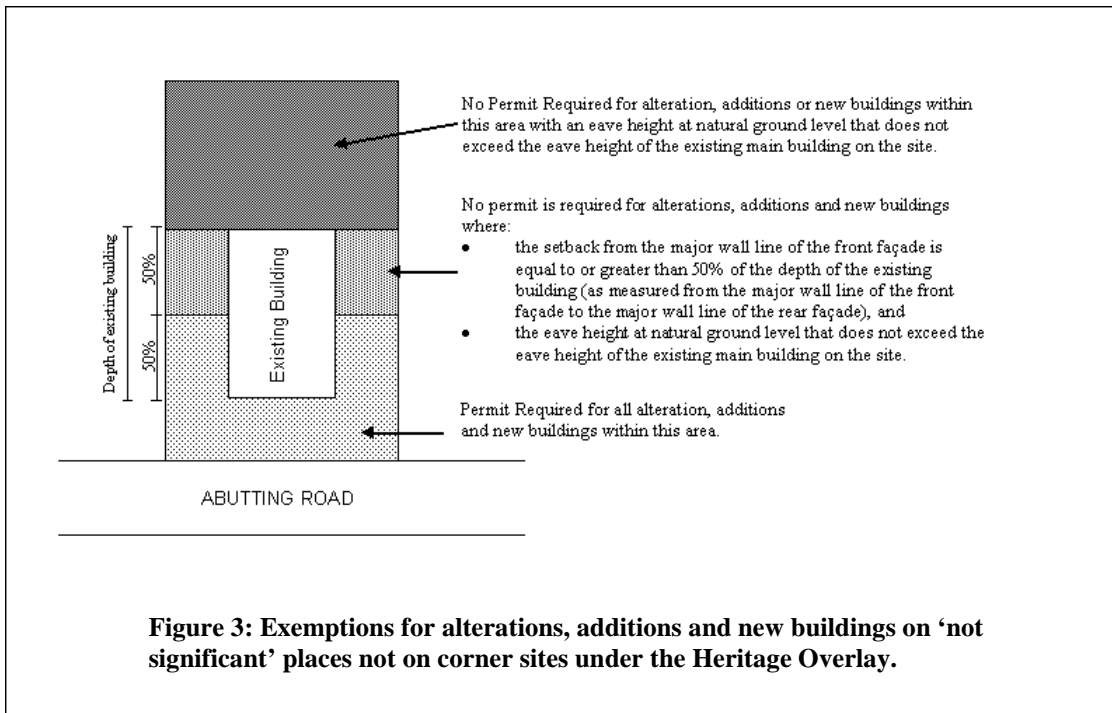 No Permit Required for alteration, additions or new buildings within
this area with an eave height at natural ground level that does not
exceed the eave height of the existing main building on the site.
No permit is required for alterations, additions and new buildings
where:
• the setback from the major wall line of the front façade is
equal to or greater than 50% of the depth of the existing
building (as measured from the major wall line of the front
façade to the major wall line of the rear façade), and
• the eave height at natural ground level that does not exceed the
eave height of the existing main building on the site.
Depth of existing building
50%
50%
Existing Building
Permit Required for all alteration, additions
and new buildings within this area.
ABUTTING ROAD
Figure 3: Exemptions for alterations, additions and new buildings on ‘not
significant’ places not on corner sites under the Heritage Overlay.